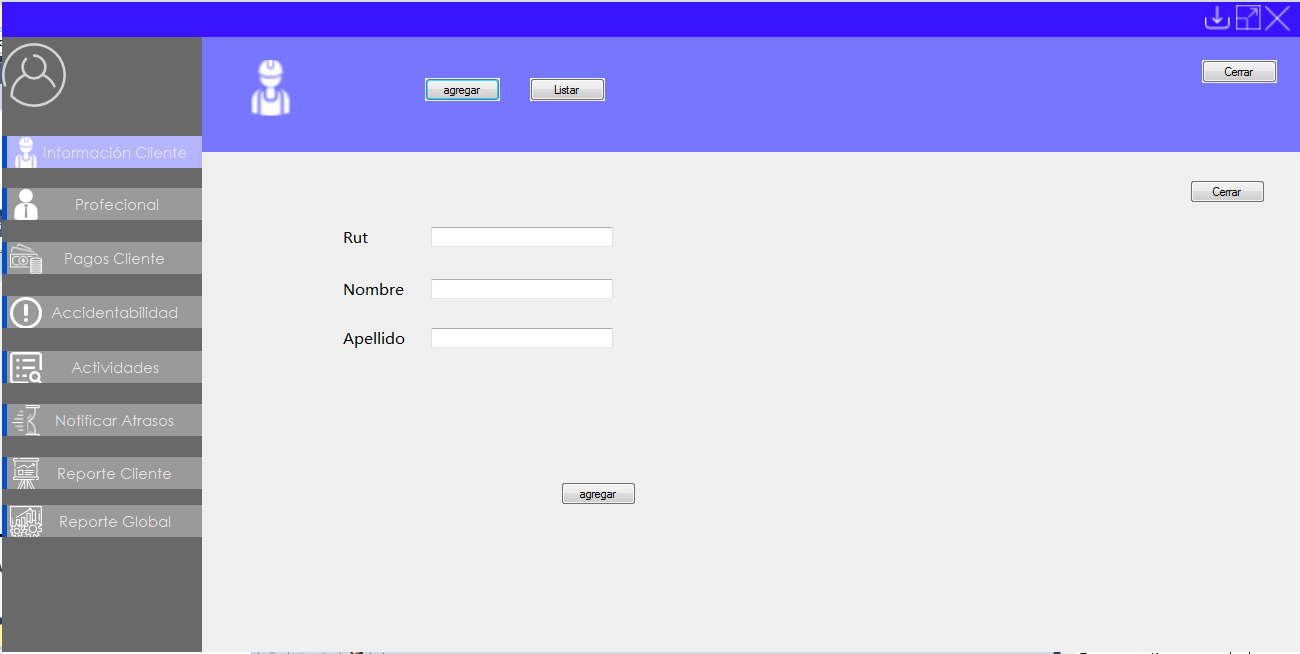 Cerrar
agregar
Listar
Información Cliente
Profecional
Pagos Cliente
Accidentabilidad
Actividades
Notificar Atrasos
Reporte Cliente
Reporte Global
Cerrar
Rut
Nombre
Apellido
agregar